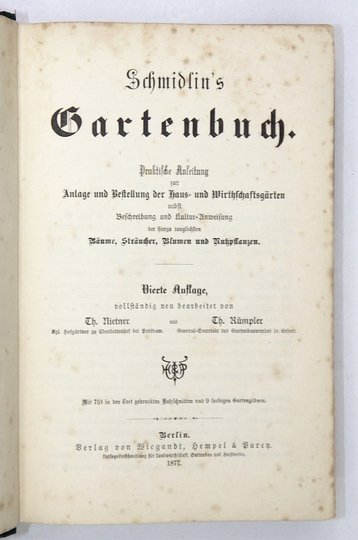 Schmidlin's
Gartenbuch.
Praktische Anleitung
zur
Anlage und Bestellung der Haus- und Wirthschaftsgärten
nebst
Beschreibung und Kultur-Anweisung
der hierzu tauglichsten
Bäume, Sträucher, Blumen und Nutzpflanzen.
Vierte Auflage,
vollständig neu bearbeitet von
Th. Nietner und Th. Rümpler
Kgl. Hofgärtner zu Charlottenhof bei Potsdam. General-Secretair des Gartenbauvereins in Erfurt.
WH&P
Mit 751 in den Text gedruckten Holzschnitten und 9 farbigen Gartenplänen.
Berlin.
Verlag von Wiegandt, Hempel & Parey.
Verlagsbuchhandlung für Landwirthschaft, Gartenbau und Forstwesen.
1877.